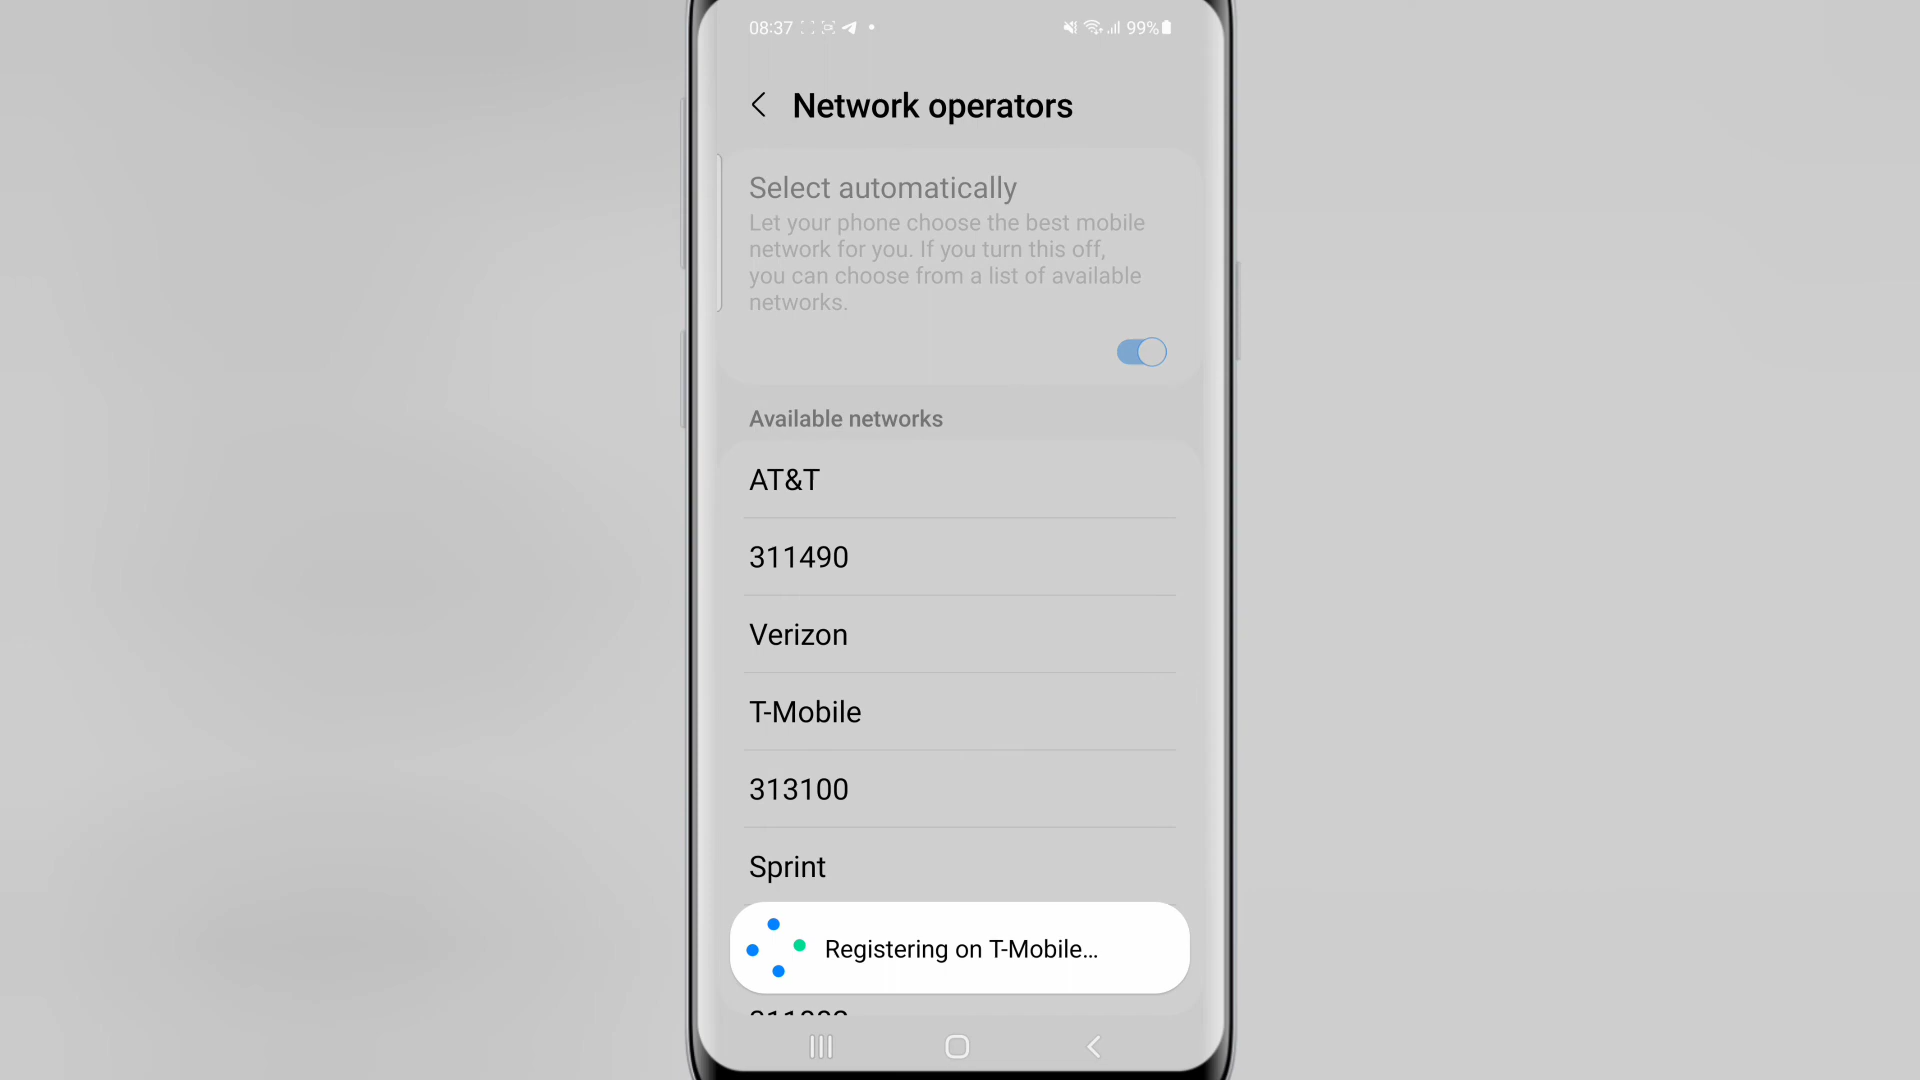 08:37
99%
Network operators
Select automatically
Let your phone choose the best mobile
network for you. If you turn this off,
you can choose from a list of available
networks.
Available networks
AT&T
311490
Verizon
T-Mobile
313100
Sprint
Registering on T-Mobile...